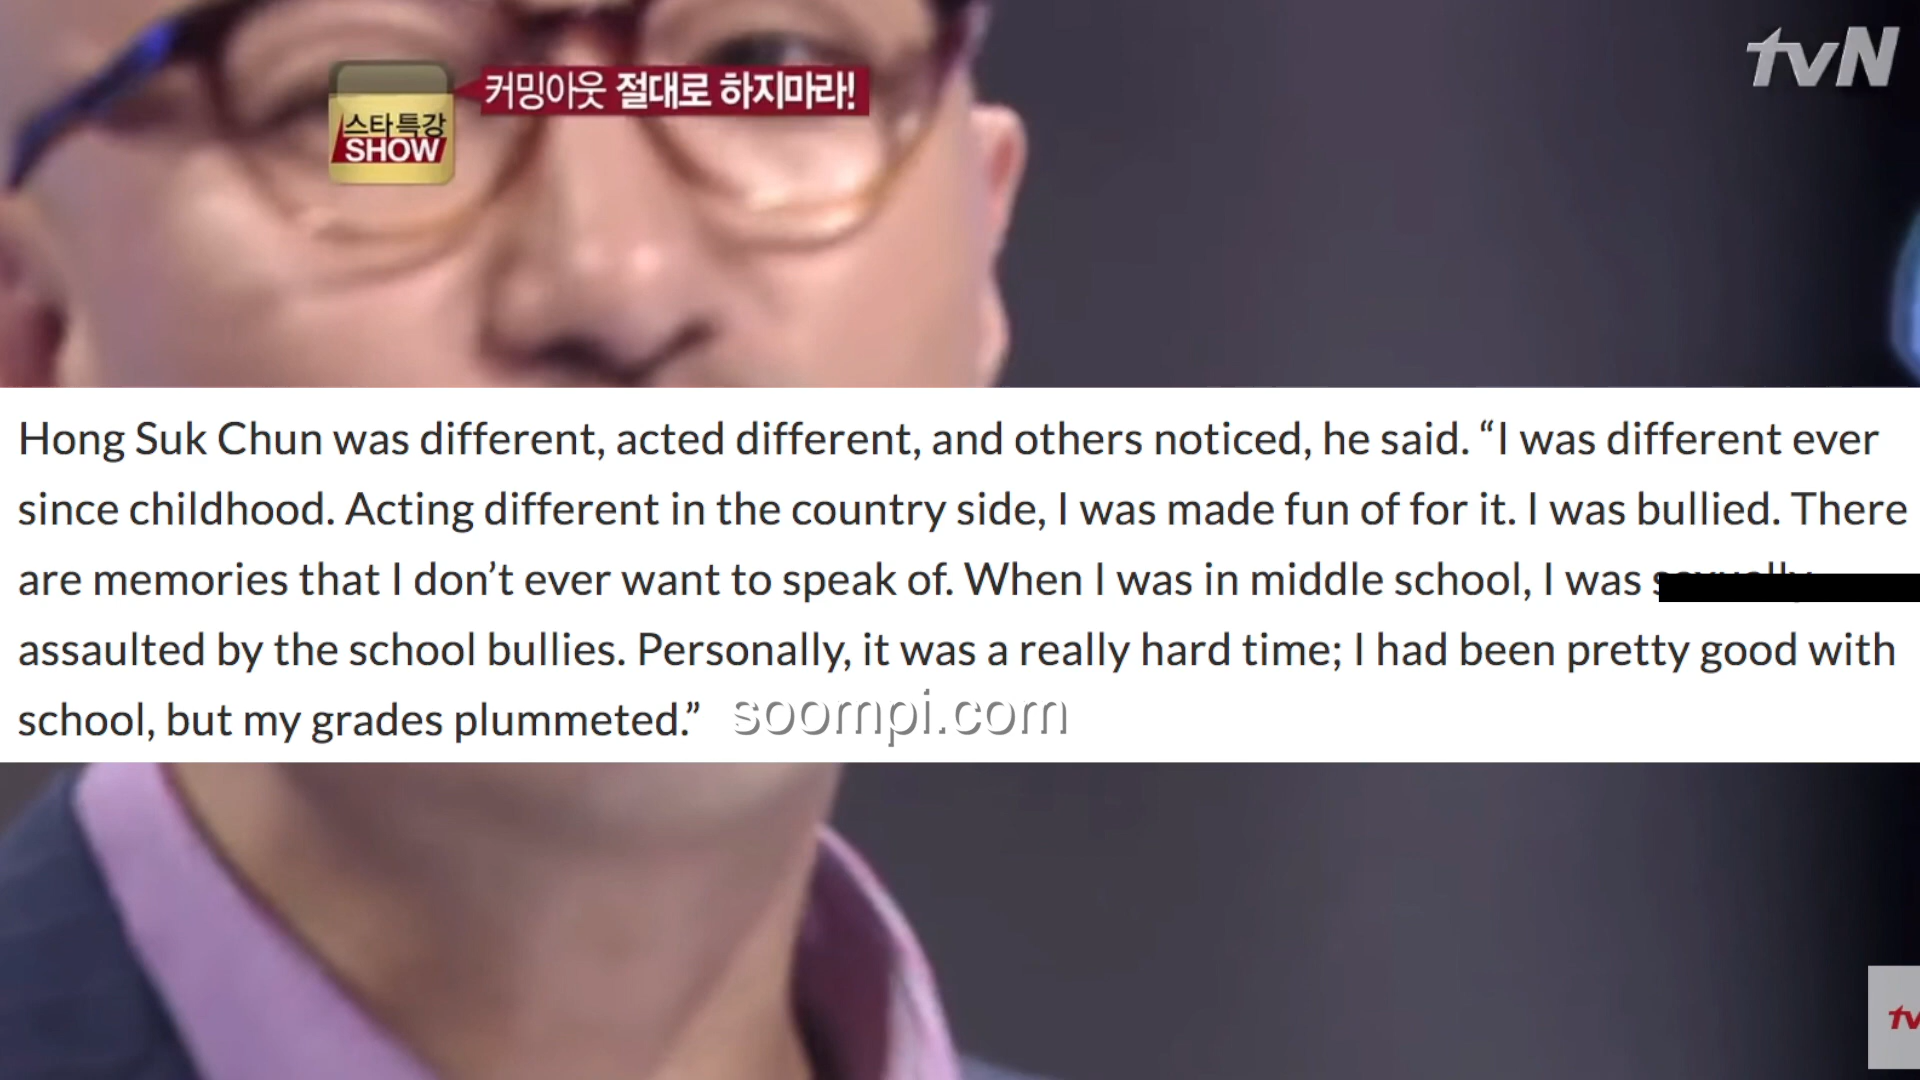 tvN
커밍아웃 절대로 하지마라!
스타특강
SHOW
Hong Suk Chun was different, acted different, and others noticed, he said. “I was different ever
since childhood. Acting different in the country side, I was made fun of for it. I was bullied. There
are memories that I don’t ever want to speak of. When I was in middle school, I was
assaulted by the school bullies. Personally, it was a really hard time; I had been pretty good with
school, but my grades plummeted.” soompi.com
tv